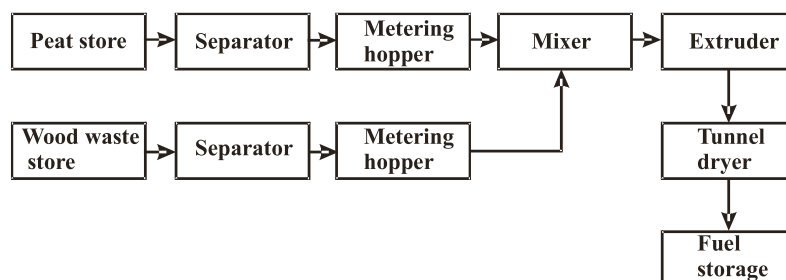 Peat store
Separator
Metering
hopper
Mixer
Extruder
Wood waste
store
Separator
Metering
hopper
Tunnel
dryer
Fuel
storage